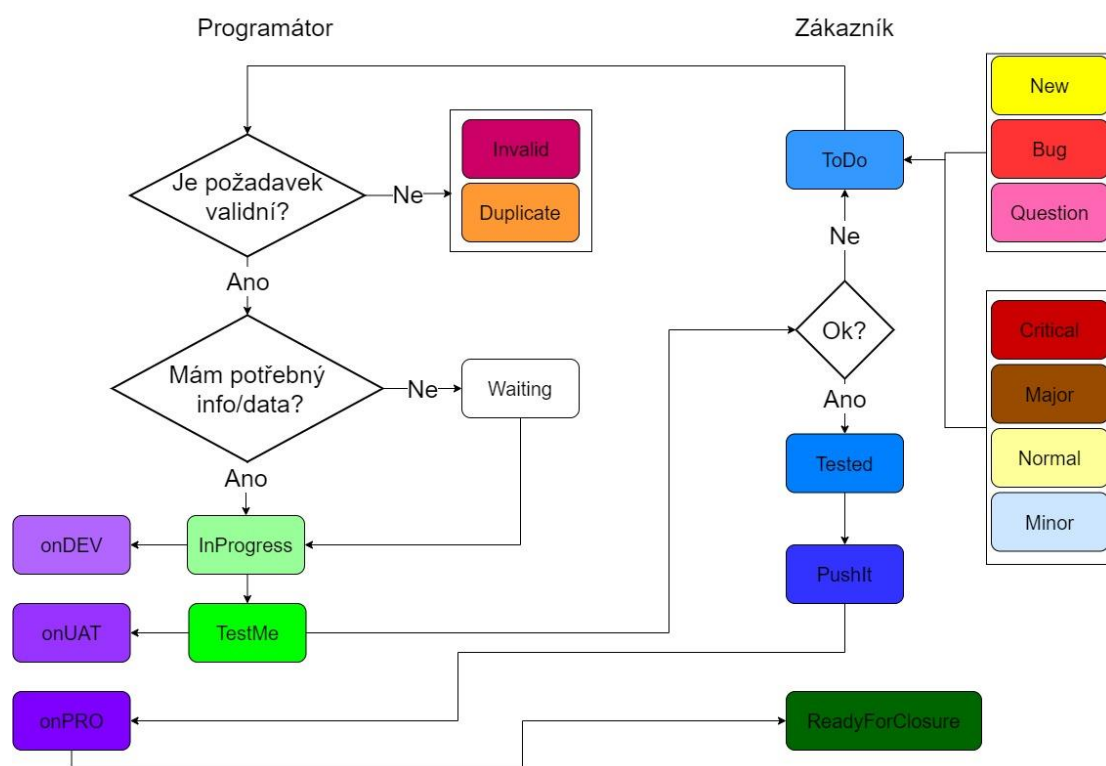 Programátor
Zákazník
New
Bug
Question
ToDo
Invalid
Duplicate
Je požadavek
validní?
Ne
Ano
Ne
Ok?
Ano
Critical
Major
Normal
Minor
Mám potřebný
info/data?
Ne
Waiting
Ano
Tested
onDEV
InProgress
PushIt
onUAT
TestMe
onPRO
ReadyForClosure